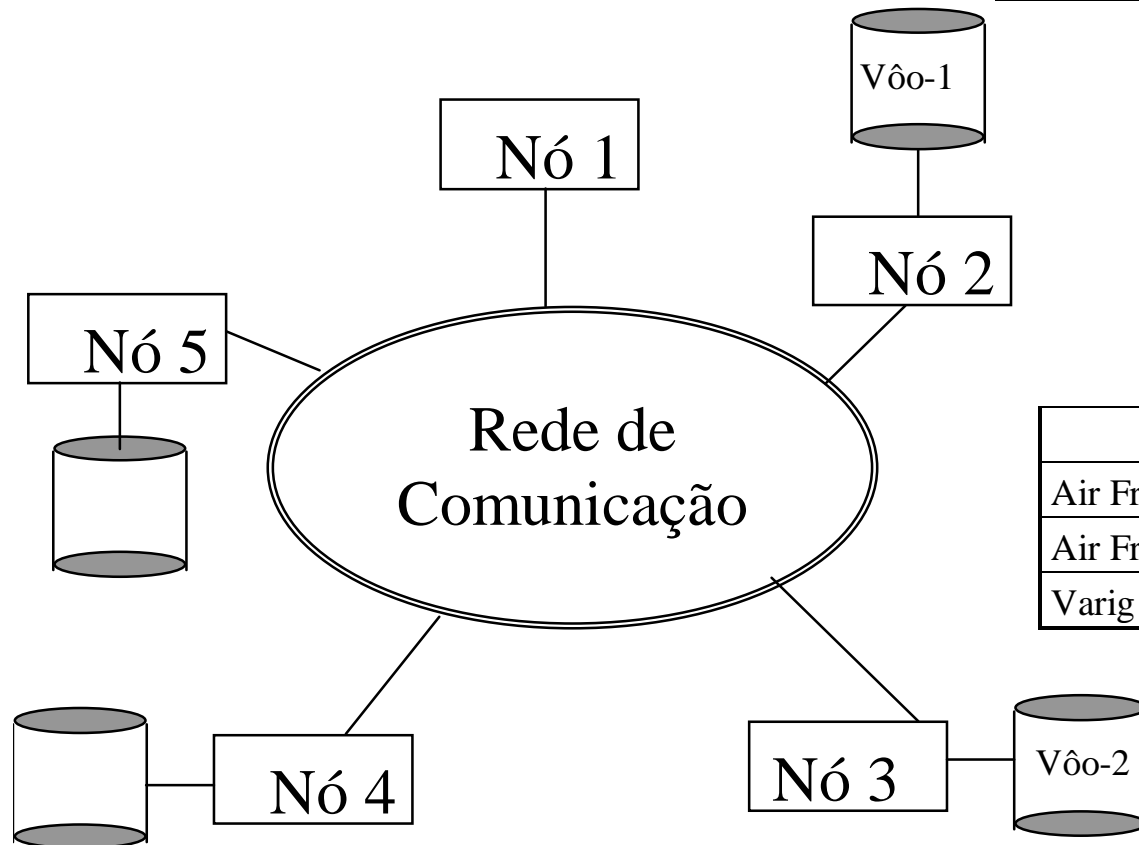 Vôo-1
Nó 1
Nó 2
Nó 5
Rede de
Comunicação
Air Fr
Air Fr
Varig
Nó 3
Vôo-2
Nó 4